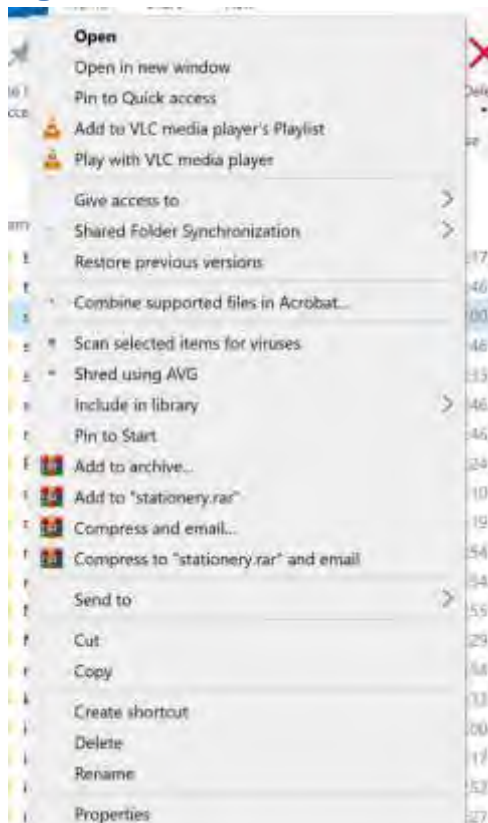 Open
Open in new window
Pin to Quick access
Add to VLC media player's Playlist
Play with VLC media player
Give access to
Shared Folder Synchronization
Restore previous versions
Combine supported files in Acrobat...
Scan selected items for viruses
Shred using AVG
Include in library
Pin to Start
Add to archive...
Add to "stationery.rar"
Compress and email...
Compress to "stationery.rar" and email
Send to
Cut
Copy
Create shortcut
Delete
Rename
Properties